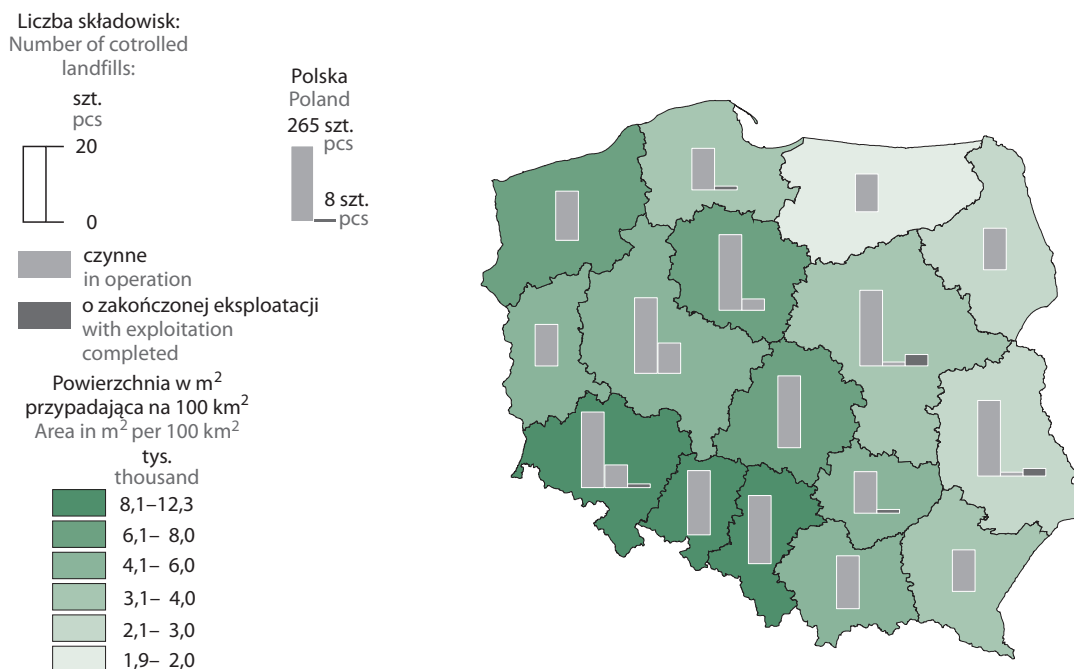 Liczba składowisk:
Number of cotrolled
landfills:
szt.
pcs
20
0
Polska
Poland
265 szt.
pcs
8 szt.
pcs
czynne
in operation
o zakończonej eksploatacji
with exploitation
completed
Powierzchnia w m²
przypadająca na 100 km²
Area in m² per 100 km²
tys.
thousand
8,1–12,3
6,1– 8,0
4,1– 6,0
3,1– 4,0
2,1– 3,0
1,9– 2,0